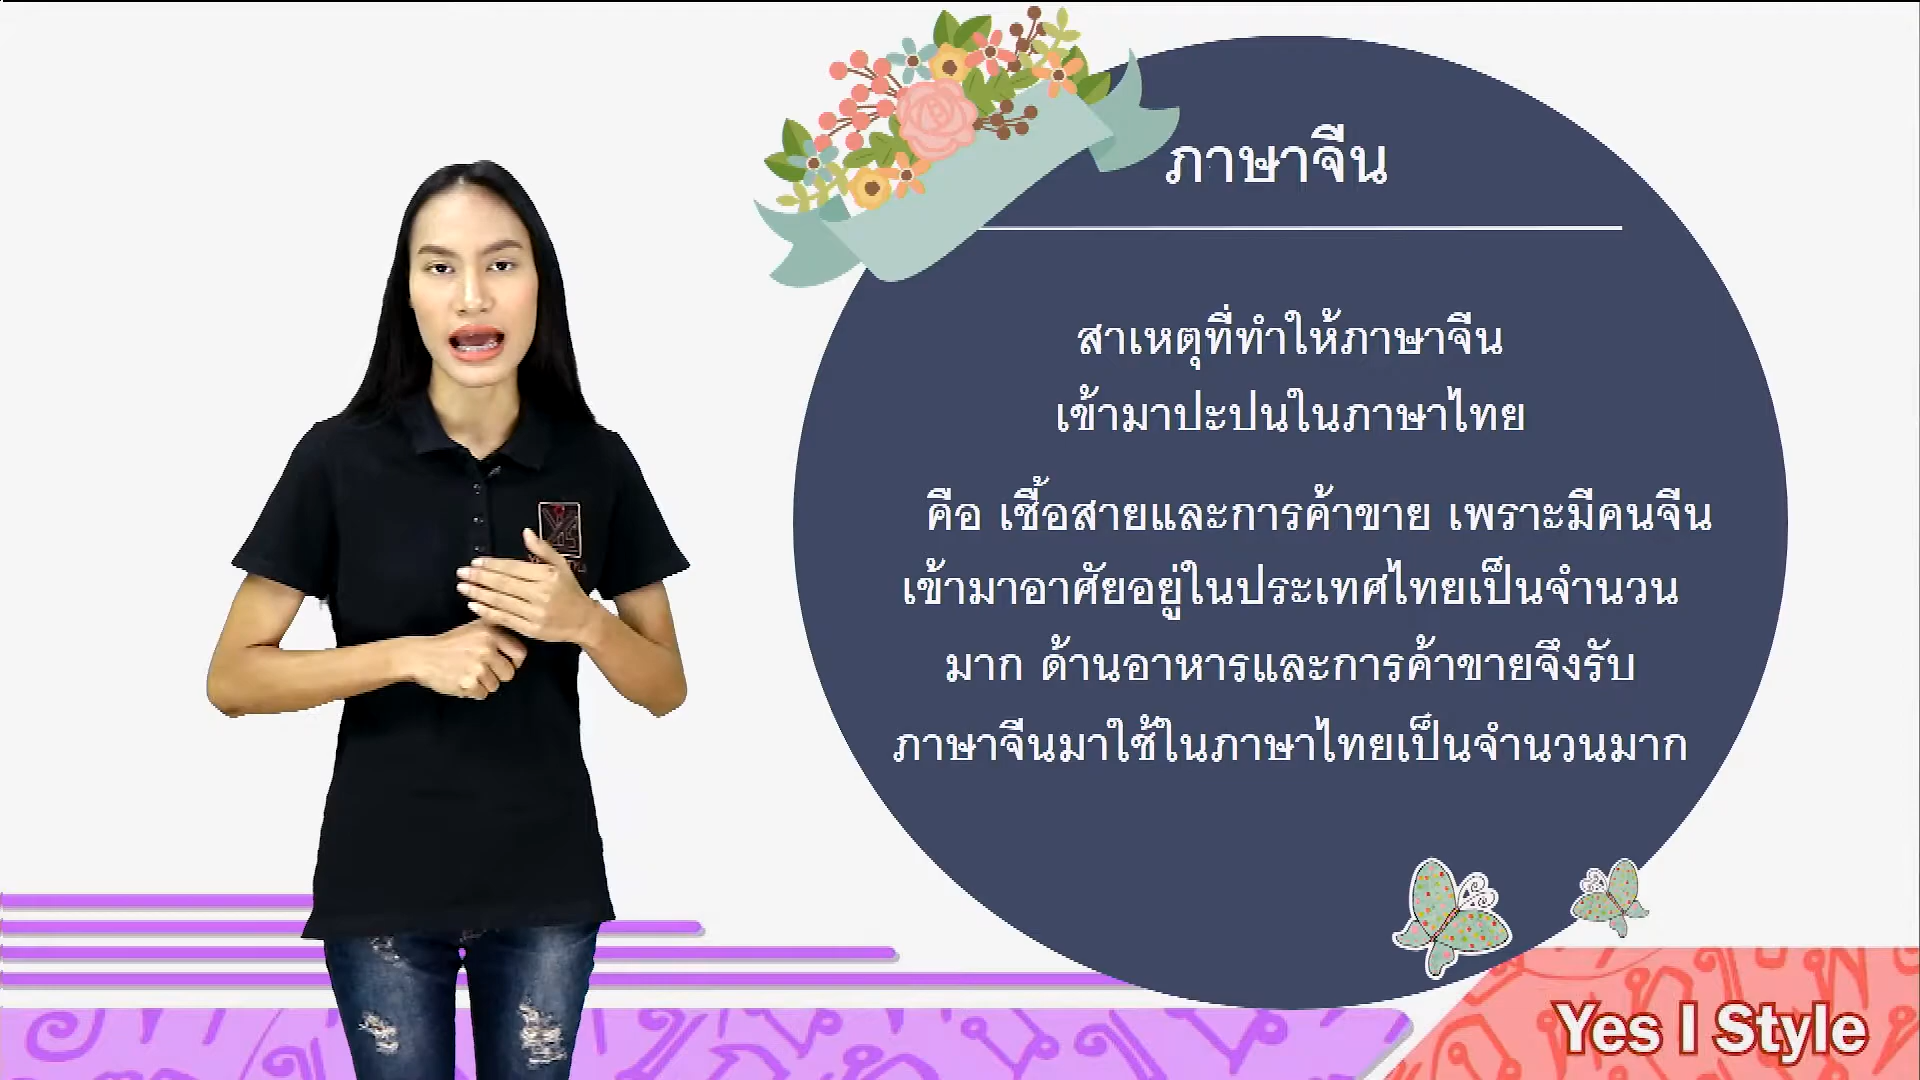 ภาษาจีน
สาเหตุที่ทำให้ภาษาจีน
เข้ามาปะปนในภาษาไทย
คือ เชื้อสายและการค้าขาย เพราะมีคนจีน
เข้ามาอาศัยอยู่ในประเทศไทยเป็นจำนวน
มาก ด้านอาหารและการค้าขายจึงรับ
ภาษาจีนมาใช้ในภาษาไทยเป็นจำนวนมาก
Yes I Style